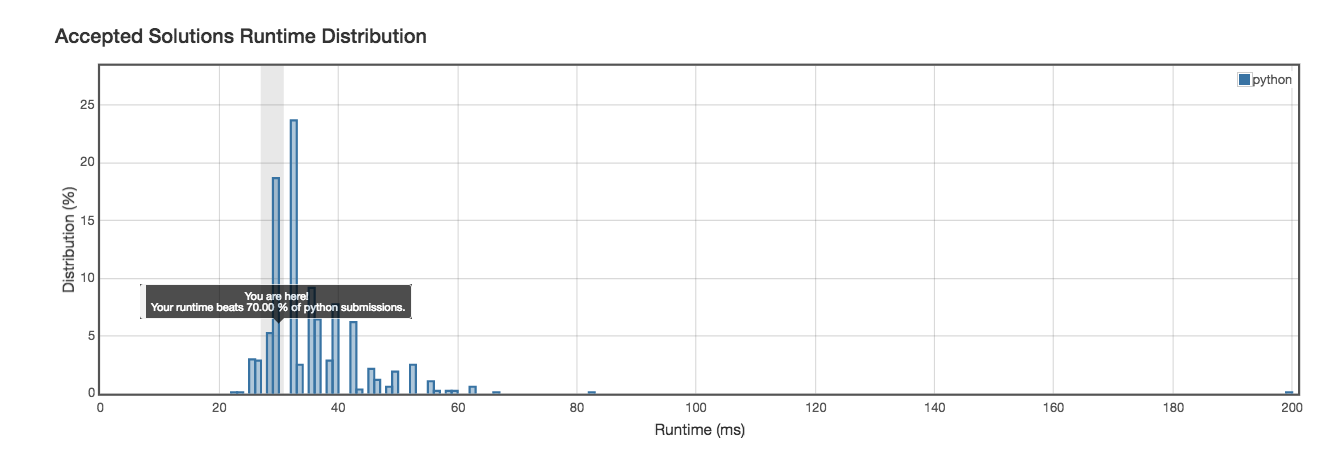 Accepted Solutions Runtime Distribution
python
25
20
15
10
5
0
Distribution (%)
You are here!
Your runtime beats 70.00 % of python submissions.
0 20 40 60 80 100 120 140 160 180 200
Runtime (ms)